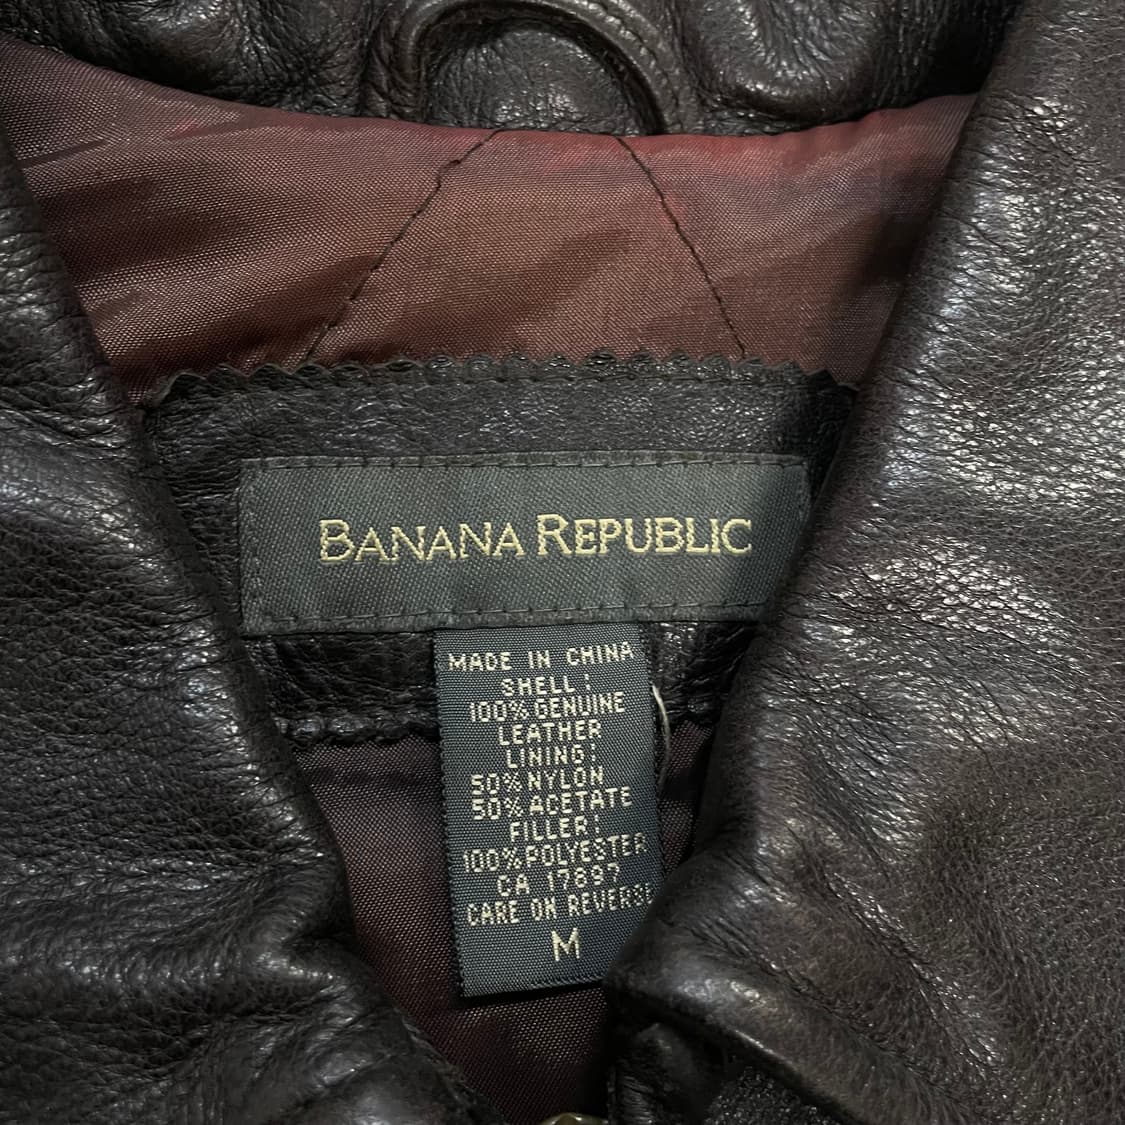 BANANA REPUBLIC
MADE IN CHINA
SHELL:
100% GENUINE
LEATHER
LINING:
50% NYLON
50% ACETATE
FILLER:
100% POLYESTER
CA 17897
CARE ON REVERSE
M